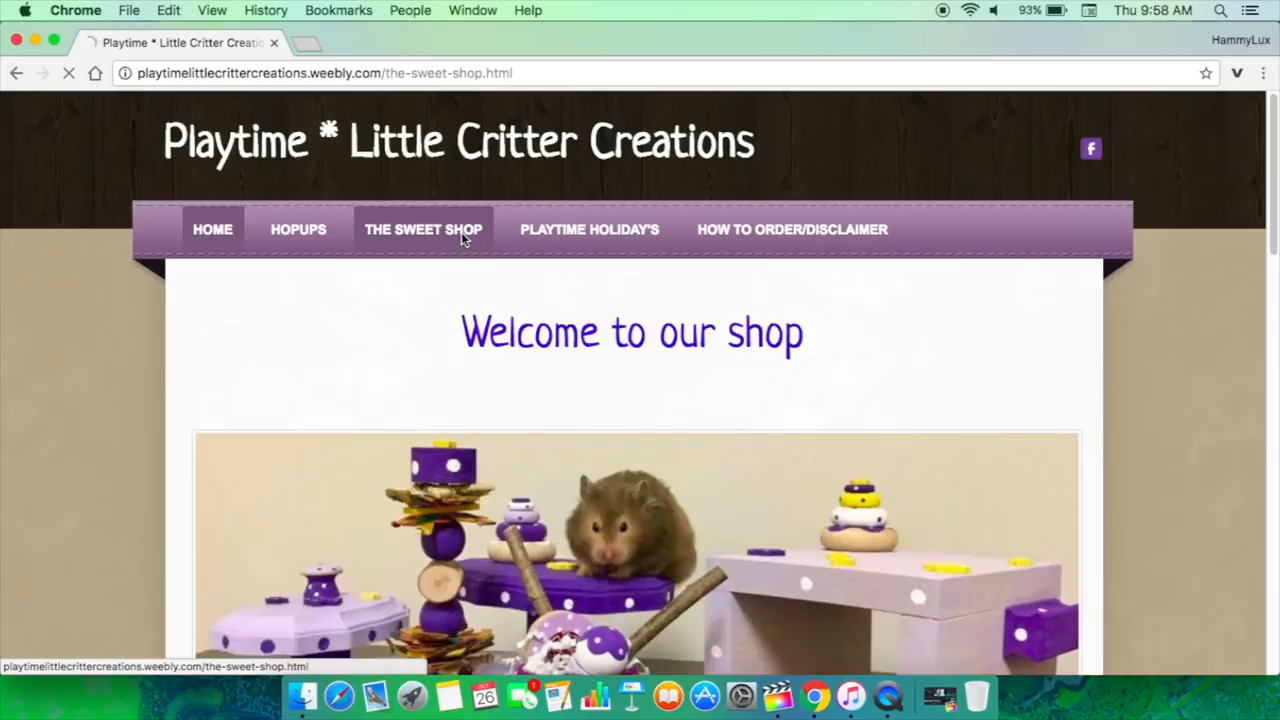 Chrome File Edit View History Bookmarks People Window Help 93% Thu 9:58 AM
Playtime * Little Critter Creatio HammyLux
playtimelittlecrittercreations.weebly.com/the-sweet-shop.html
Playtime * Little Critter Creations
f
HOME HOPUPS THE SWEET SHOP PLAYTIME HOLIDAY'S HOW TO ORDER/DISCLAIMER
Welcome to our shop
playtimelittlecrittercreations.weebly.com/the-sweet-shop.html
OCT
26
1